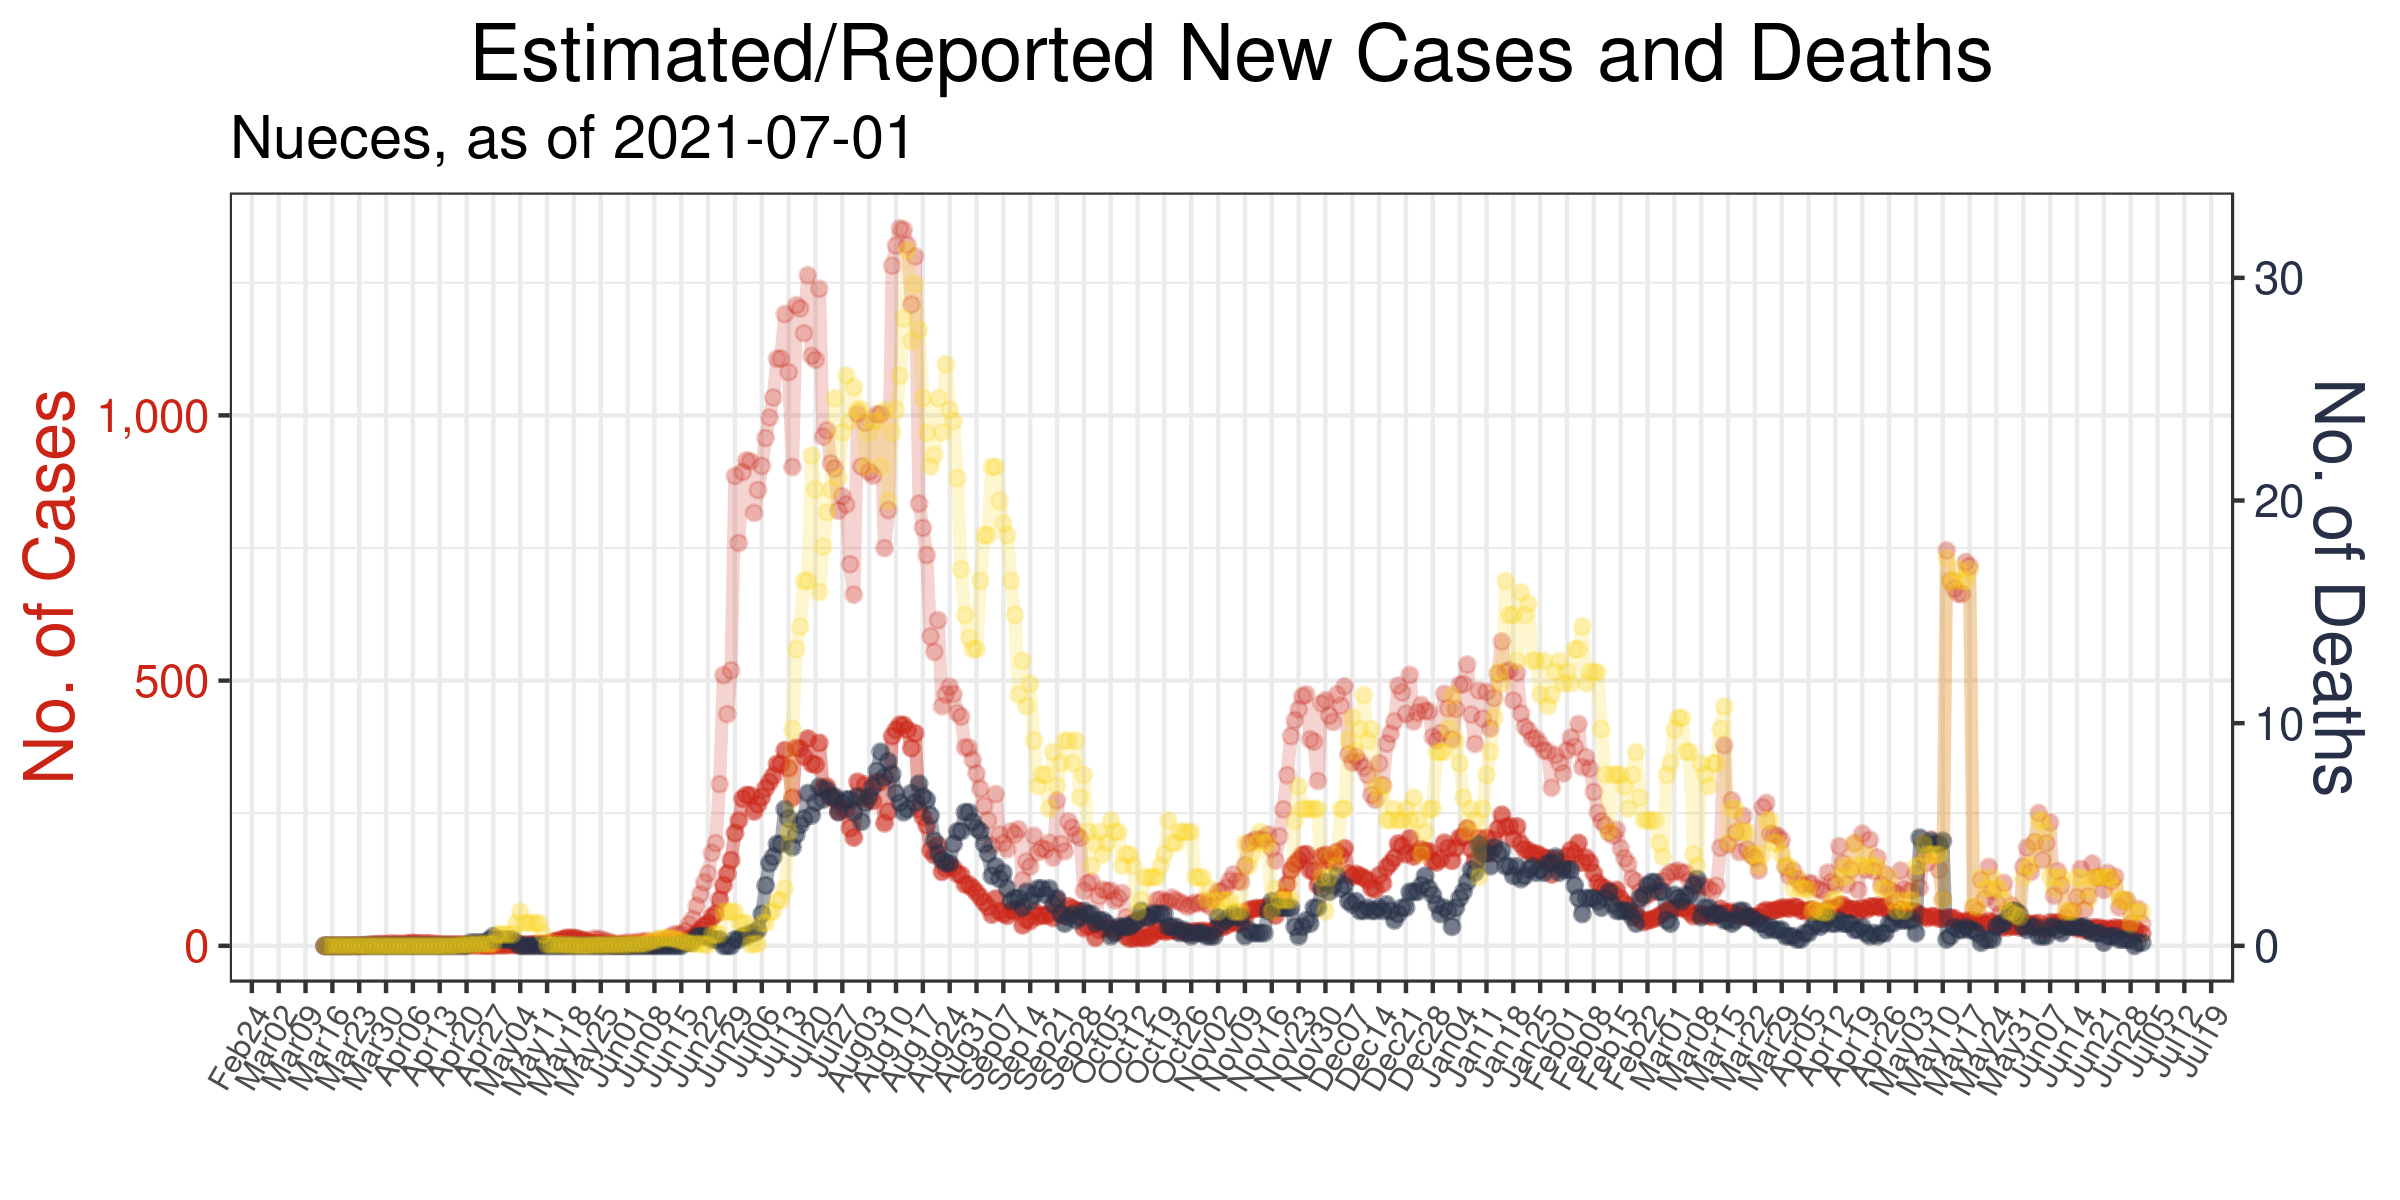 Estimated/Reported New Cases and Deaths
Nueces, as of 2021-07-01
No. of Cases
1,000
500
0
No. of Deaths
30
20
10
0
Feb24
Mar02
Mar09
Mar16
Mar23
Mar30
Apr06
Apr13
Apr20
Apr27
May04
May11
May18
May25
Jun01
Jun08
Jun15
Jun22
Jun29
Jul06
Jul13
Jul20
Jul27
Aug03
Aug10
Aug17
Aug24
Aug31
Sep07
Sep14
Sep21
Sep28
Oct05
Oct12
Oct19
Oct26
Nov02
Nov09
Nov16
Nov23
Nov30
Dec07
Dec14
Dec21
Dec28
Jan04
Jan11
Jan18
Jan25
Feb01
Feb08
Feb15
Feb22
Mar01
Mar08
Mar15
Mar22
Mar29
Apr05
Apr12
Apr19
Apr26
May03
May10
May17
May24
May31
Jun07
Jun14
Jun21
Jun28
Jul05
Jul12
Jul19